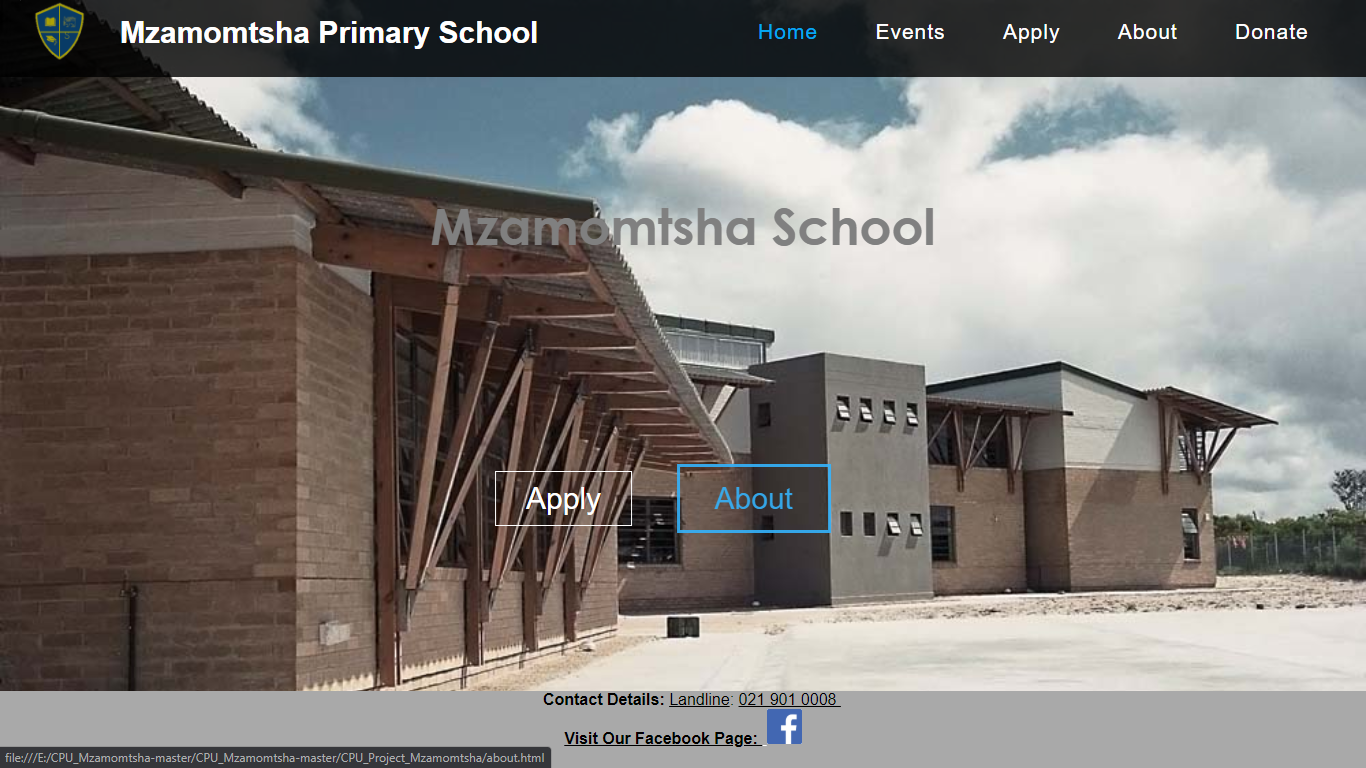 Mzamomtsha Primary School
Home Events Apply About Donate
Mzamomtsha School
Apply About
Contact Details: Landline: 021 901 0008
Visit Our Facebook Page:
file:///E:/CPU_Mzamomtsha-master/CPU_Mzamomtsha-master/CPU_Project_Mzamomtsha/about.html